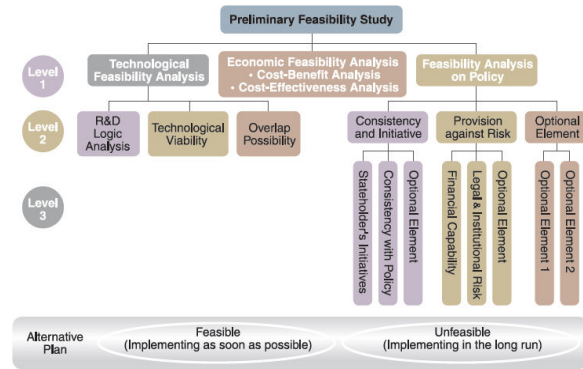 Preliminary Feasibility Study
Level
1
Technological
Feasibility Analysis
Economic Feasibility Analysis
• Cost-Benefit Analysis
• Cost-Effectiveness Analysis
Feasibility Analysis
on Policy
Level
2
R&D
Logic
Analysis
Technological
Viability
Overlap
Possibility
Consistency
and Initiative
Provision
against Risk
Optional
Element
Level
3
Stateholder's Initiatives
Consistency with Policy
Optional Element
Financial Capability
Legal & Institutional Risk
Optional Element
Optional Element 1
Optional Element 2
Alternative
Plan
Feasible
(Implementing as soon as possible)
Unfeasible
(Implementing in the long run)